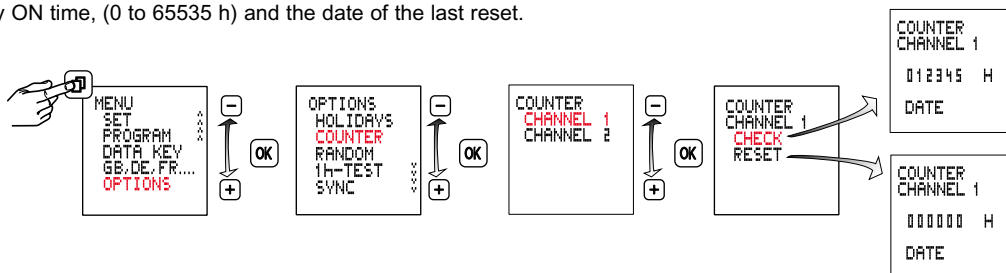 y ON time, (0 to 65535 h) and the date of the last reset.
MENU
SET
PROGRAM
DATA KEY
GB,DE,FR....
OPTIONS
−
OK
+
OPTIONS
HOLIDAYS
COUNTER
RANDOM
1h-TEST
SYNC
−
OK
+
COUNTER
CHANNEL 1
CHANNEL 2
−
OK
+
COUNTER
CHANNEL 1
CHECK
RESET
COUNTER
CHANNEL 1
012345 H
DATE
COUNTER
CHANNEL 1
000000 H
DATE